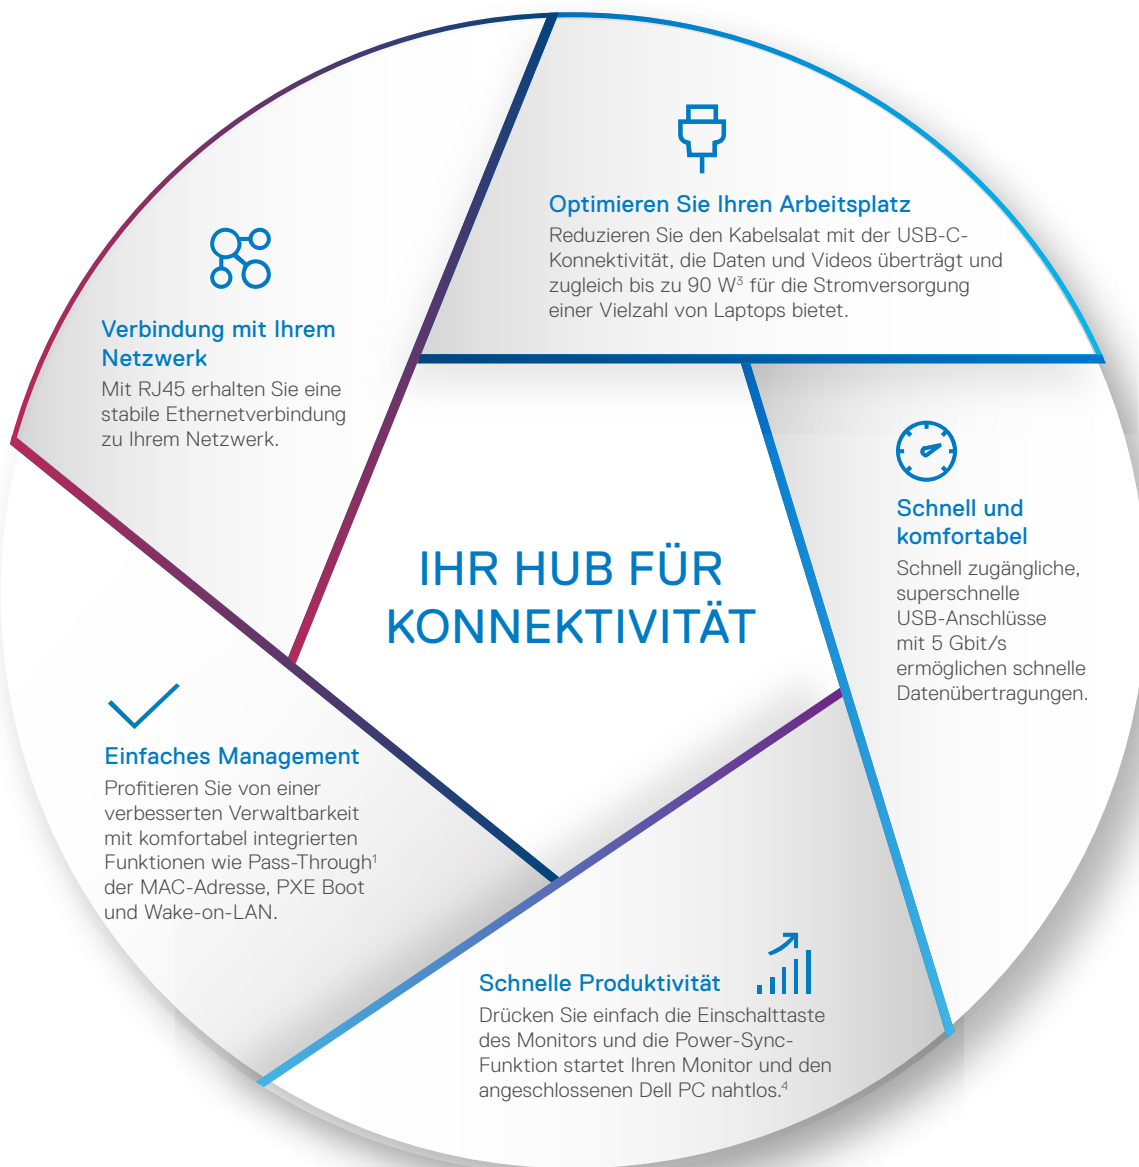 Optimieren Sie Ihren Arbeitsplatz
Reduzieren Sie den Kabelsalat mit der USB-C-
Konnektivität, die Daten und Videos überträgt und
zugleich bis zu 90 W³ für die Stromversorgung
einer Vielzahl von Laptops bietet.
Verbindung mit Ihrem
Netzwerk
Mit RJ45 erhalten Sie eine
stabile Ethernetverbindung
zu Ihrem Netzwerk.
Schnell und
komfortabel
Schnell zugängliche,
superschnelle
USB-Anschlüsse
mit 5 Gbit/s
ermöglichen schnelle
Datenübertragungen.
IHR HUB FÜR
KONNEKTIVITÄT
Einfaches Management
Profitieren Sie von einer
verbesserten Verwaltbarkeit
mit komfortabel integrierten
Funktionen wie Pass-Through¹
der MAC-Adresse, PXE Boot
und Wake-on-LAN.
Schnelle Produktivität
Drücken Sie einfach die Einschalttaste
des Monitors und die Power-Sync-
Funktion startet Ihren Monitor und den
angeschlossenen Dell PC nahtlos.⁴